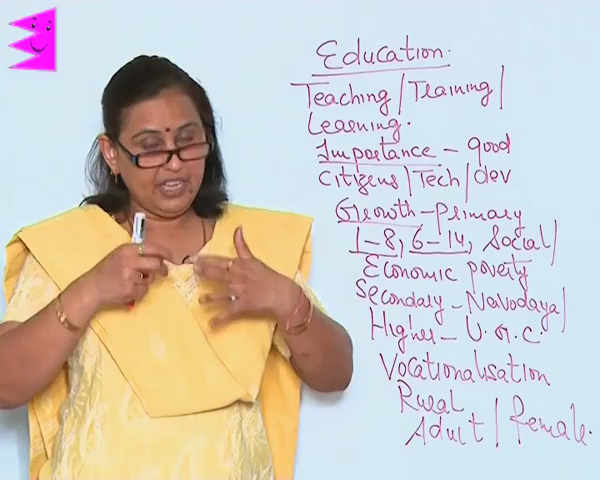 Education.
Teaching/Training/
Learning.
Importance - good
Citizens/Tech/dev
Growth - Primary
1-8, 6-14, Social/
Economic poverty
Secondary - Navodaya/
Higher - U.G.C.
Vocationalisation
Rural
Adult / Female.